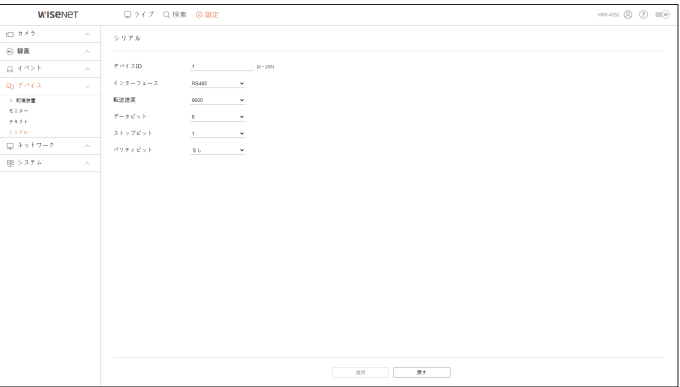 WISENET ライブ 検索 設定 HRX-435L
カメラ
録画
イベント
デバイス
記憶装置
モニター
テキスト
シリアル
ネットワーク
システム
シリアル
デバイスID 1 (0~255)
インターフェース RS485
転送速度 9600
データビット 8
ストップビット 1
パリティビット なし
適用 戻す